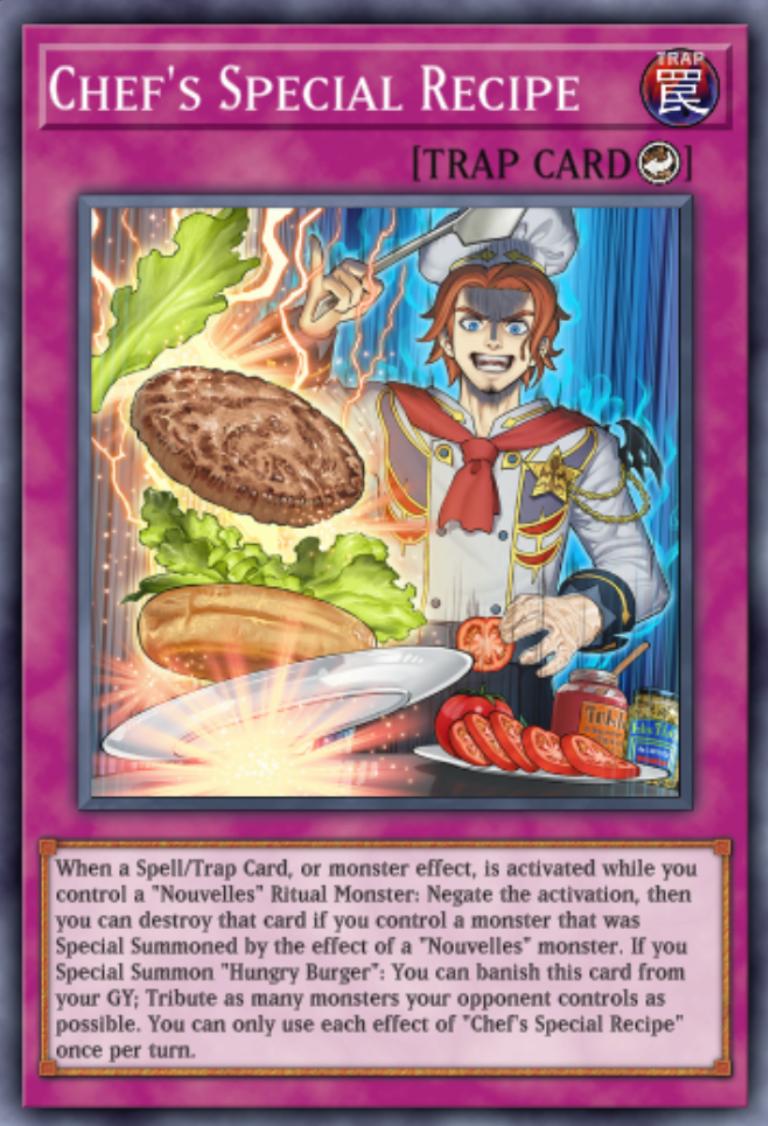 CHEF'S SPECIAL RECIPE
TRAP
罠
[TRAP CARD]
When a Spell/Trap Card, or monster effect, is activated while you
control a "Nouvelles" Ritual Monster: Negate the activation, then
you can destroy that card if you control a monster that was
Special Summoned by the effect of a "Nouvelles" monster. If you
Special Summon "Hungry Burger": You can banish this card from
your GY; Tribute as many monsters your opponent controls as
possible. You can only use each effect of "Chef's Special Recipe"
once per turn.